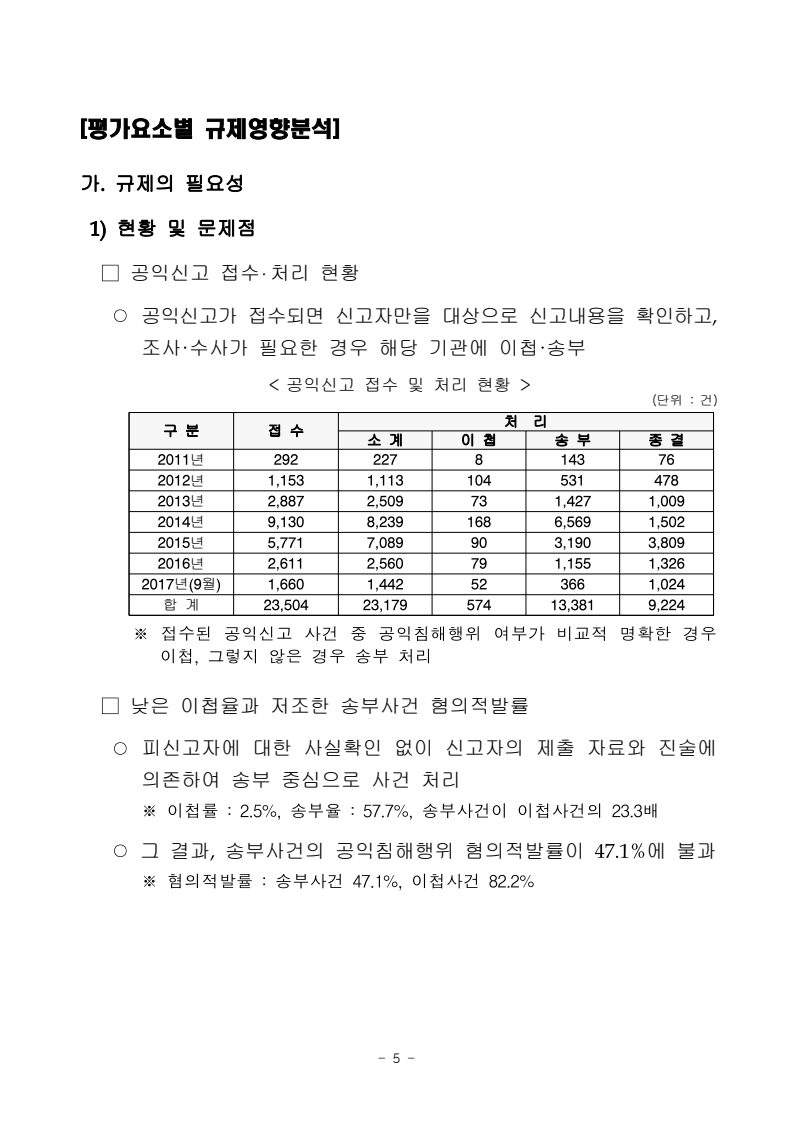 [평가요소별 규제영향분석]
가. 규제의 필요성
1) 현황 및 문제점
□ 공익신고 접수·처리 현황
○ 공익신고가 접수되면 신고자만을 대상으로 신고내용을 확인하고,
조사·수사가 필요한 경우 해당 기관에 이첩·송부
< 공익신고 접수 및 처리 현황 >
(단위 : 건)
구 분 접 수 처 리
소 계 이 첩 송 부 종 결
2011년 292 227 8 143 76
2012년 1,153 1,113 104 531 478
2013년 2,887 2,509 73 1,427 1,009
2014년 9,130 8,239 168 6,569 1,502
2015년 5,771 7,089 90 3,190 3,809
2016년 2,611 2,560 79 1,155 1,326
2017년(9월) 1,660 1,442 52 366 1,024
합 계 23,504 23,179 574 13,381 9,224
※ 접수된 공익신고 사건 중 공익침해행위 여부가 비교적 명확한 경우
이첩, 그렇지 않은 경우 송부 처리
□ 낮은 이첩율과 저조한 송부사건 혐의적발률
○ 피신고자에 대한 사실확인 없이 신고자의 제출 자료와 진술에
의존하여 송부 중심으로 사건 처리
※ 이첩률 : 2.5%, 송부율 : 57.7%, 송부사건이 이첩사건의 23.3배
○ 그 결과, 송부사건의 공익침해행위 혐의적발률이 47.1%에 불과
※ 혐의적발률 : 송부사건 47.1%, 이첩사건 82.2%
- 5 -